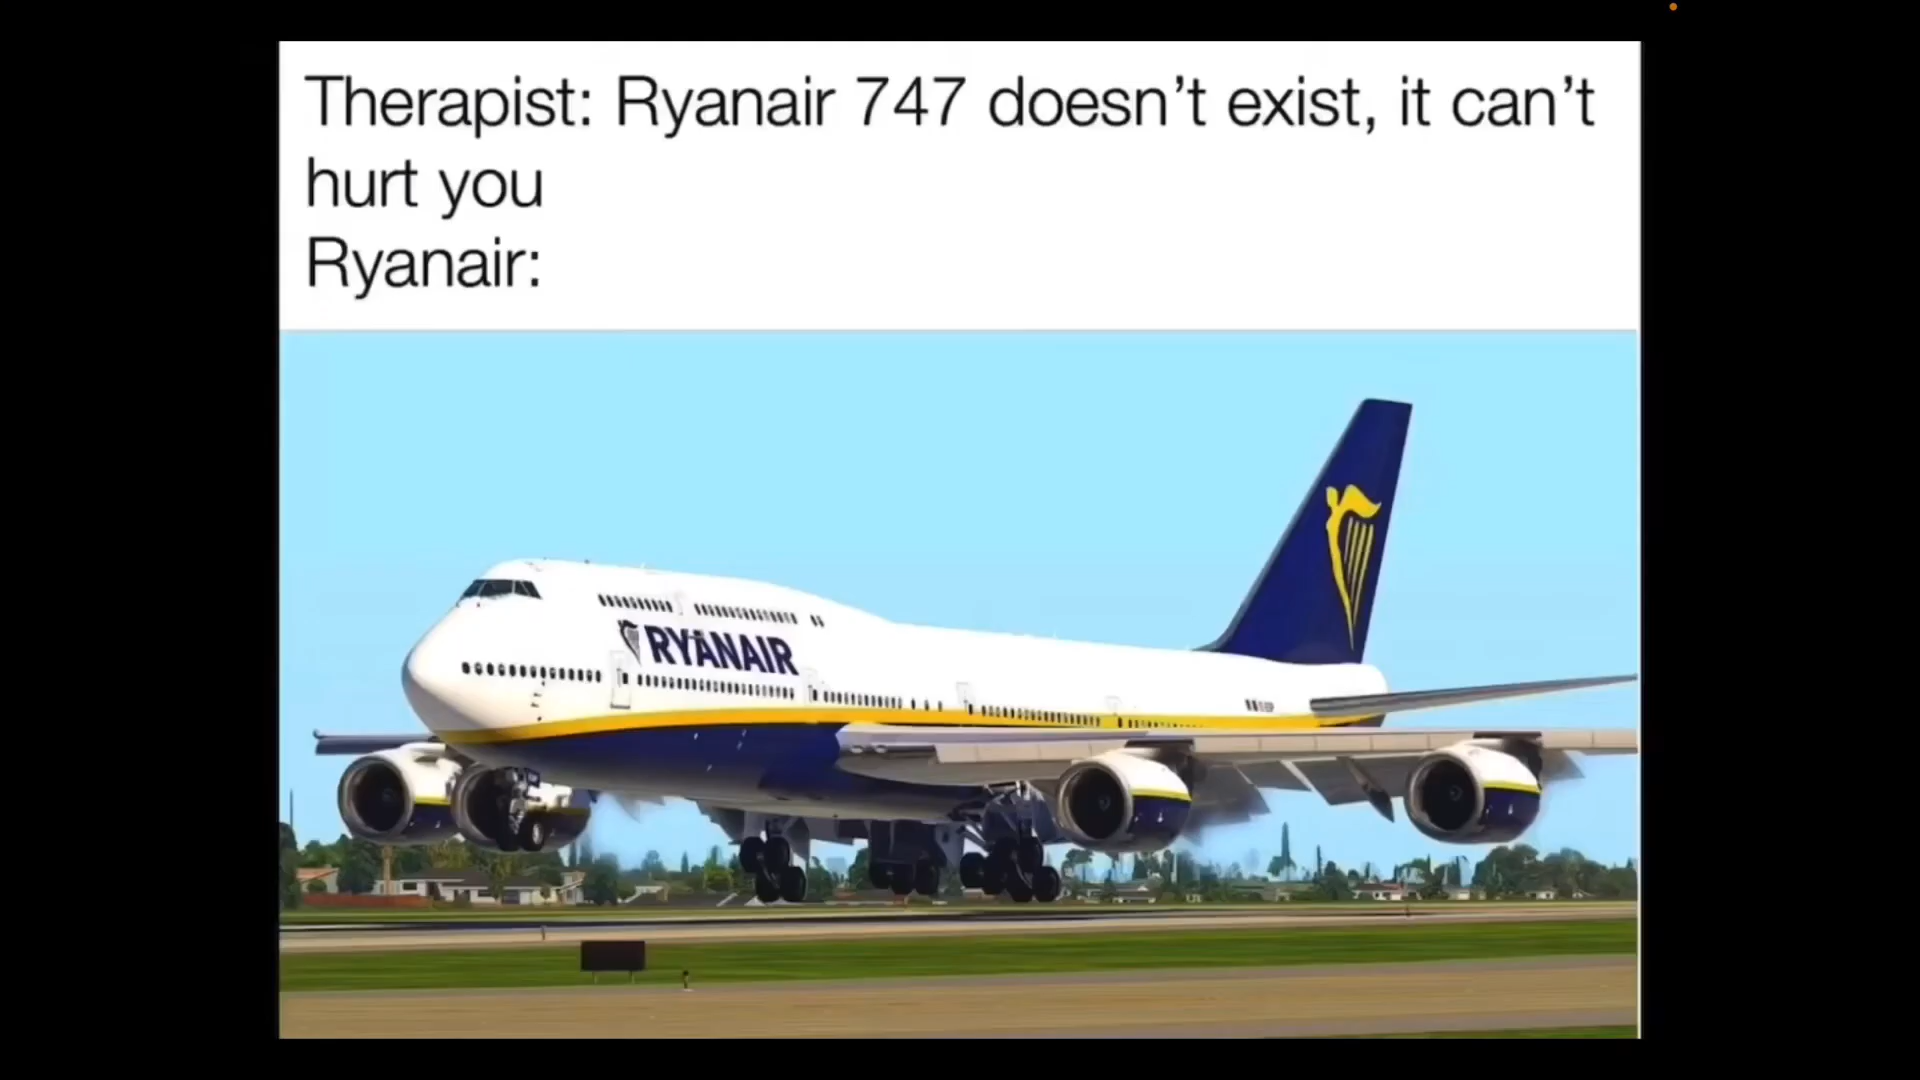 Therapist: Ryanair 747 doesn’t exist, it can’t
hurt you
Ryanair:
RYANAIR